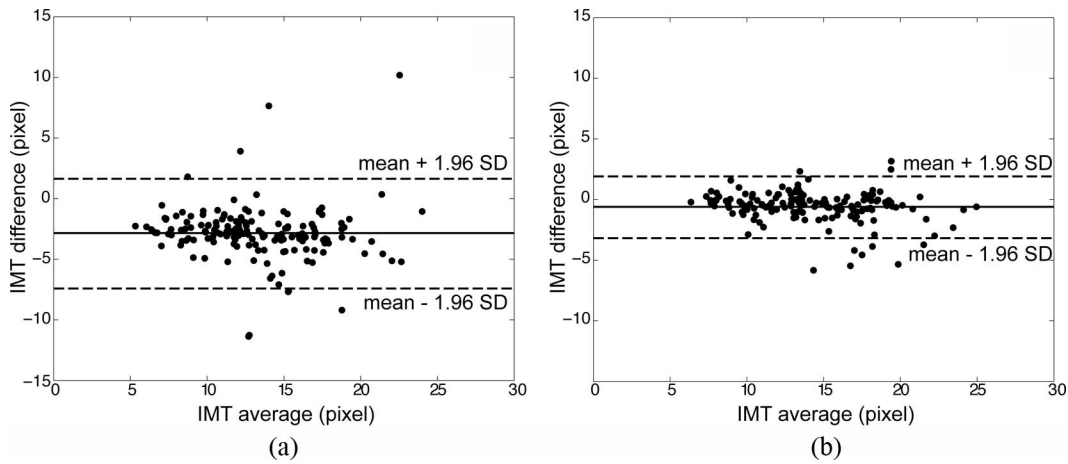 15
10
5
0
−5
−10
−15
IMT difference (pixel)
mean + 1.96 SD
mean - 1.96 SD
0 5 10 15 20 25 30
IMT average (pixel)
(a)
15
10
5
0
−5
−10
−15
IMT difference (pixel)
mean + 1.96 SD
mean - 1.96 SD
0 5 10 15 20 25 30
IMT average (pixel)
(b)